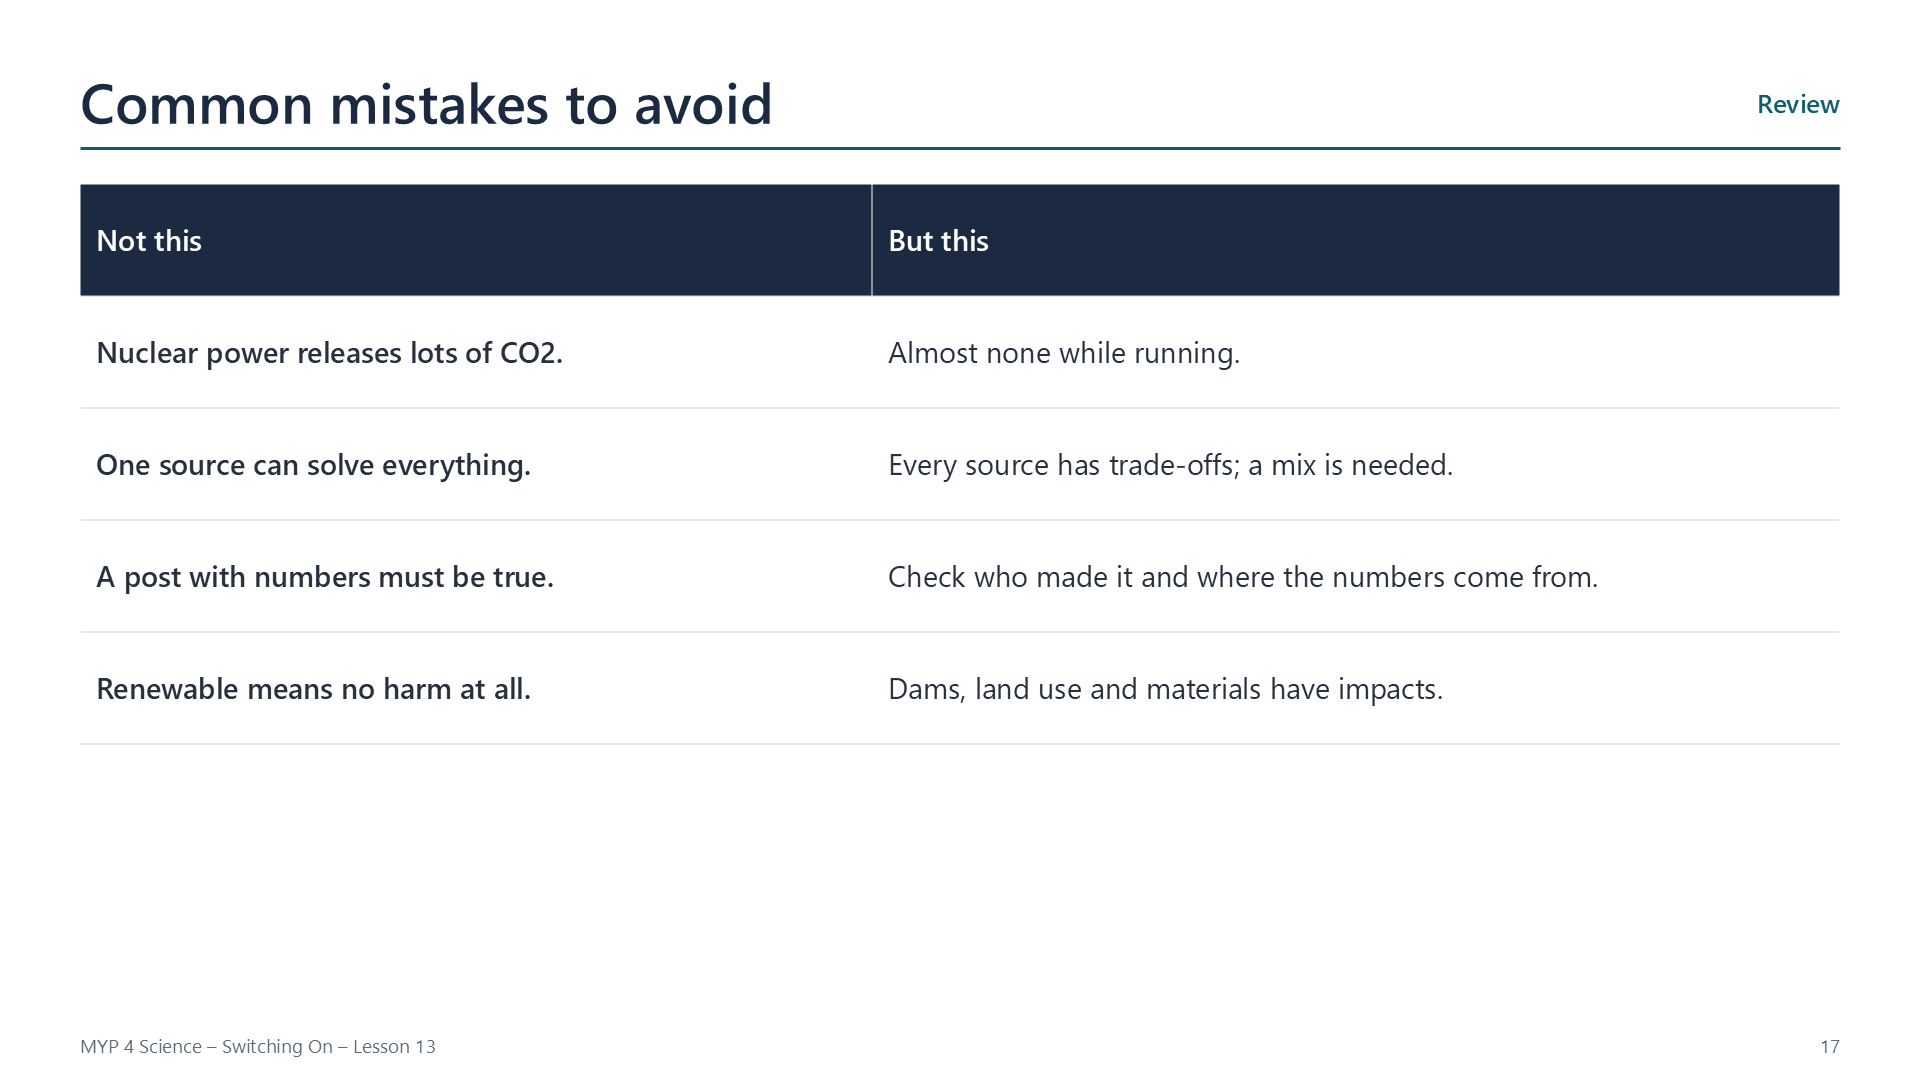 Common mistakes to avoid
Review
Not this
But this
Nuclear power releases lots of CO2.
Almost none while running.
One source can solve everything.
Every source has trade-offs; a mix is needed.
A post with numbers must be true.
Check who made it and where the numbers come from.
Renewable means no harm at all.
Dams, land use and materials have impacts.
MYP 4 Science – Switching On – Lesson 13
17